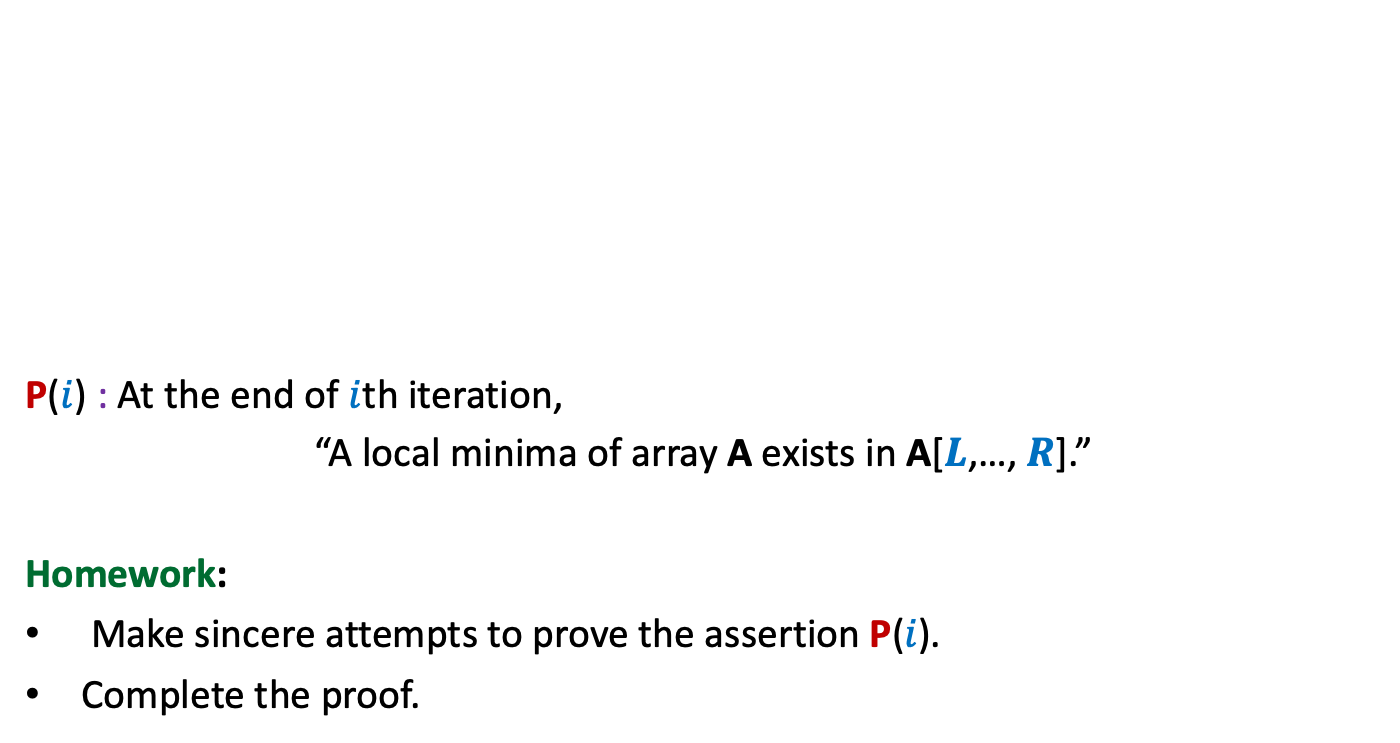 P(i) : At the end of ith iteration,
“A local minima of array A exists in A[L,..., R].”
Homework:
• Make sincere attempts to prove the assertion P(i).
• Complete the proof.